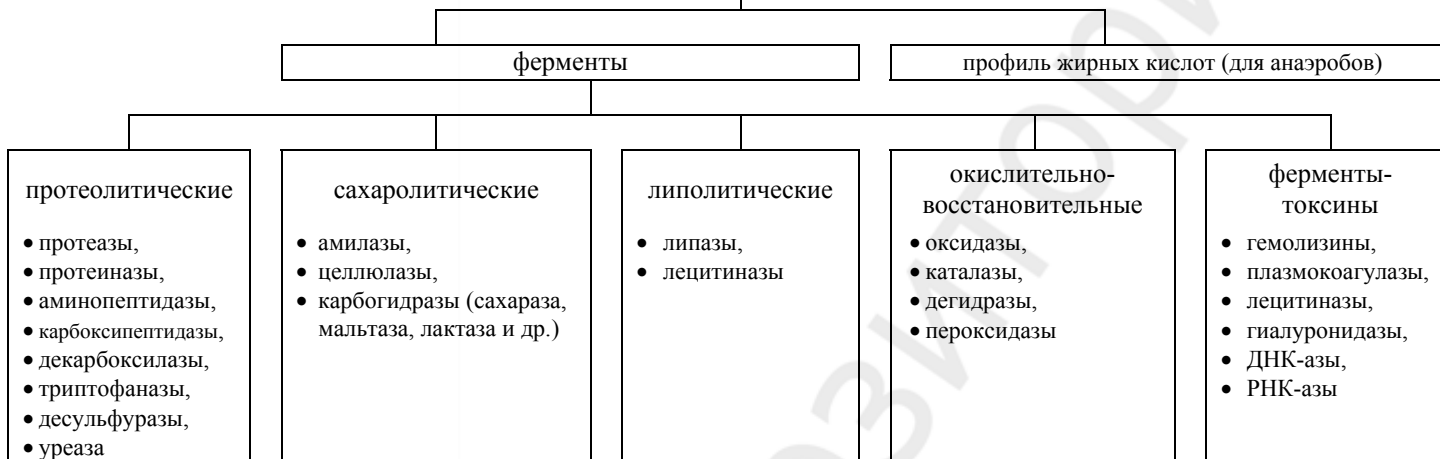 ферменты
профиль жирных кислот (для анаэробов)
протеолитические
• протеазы,
• протеиназы,
• аминопептидазы,
• карбоксипептидазы,
• декарбоксилазы,
• триптофаназы,
• десульфуразы,
• уреаза
сахаролитические
• амилазы,
• целлюлазы,
• карбогидразы (сахараза,
мальтаза, лактаза и др.)
липолитические
• липазы,
• лецитиназы
окислительно-
восстановительные
• оксидазы,
• каталазы,
• дегидразы,
• пероксидазы
ферменты-
токсины
• гемолизины,
• плазмокоагулазы,
• лецитиназы,
• гиалуронидазы,
• ДНК-азы,
• РНК-азы